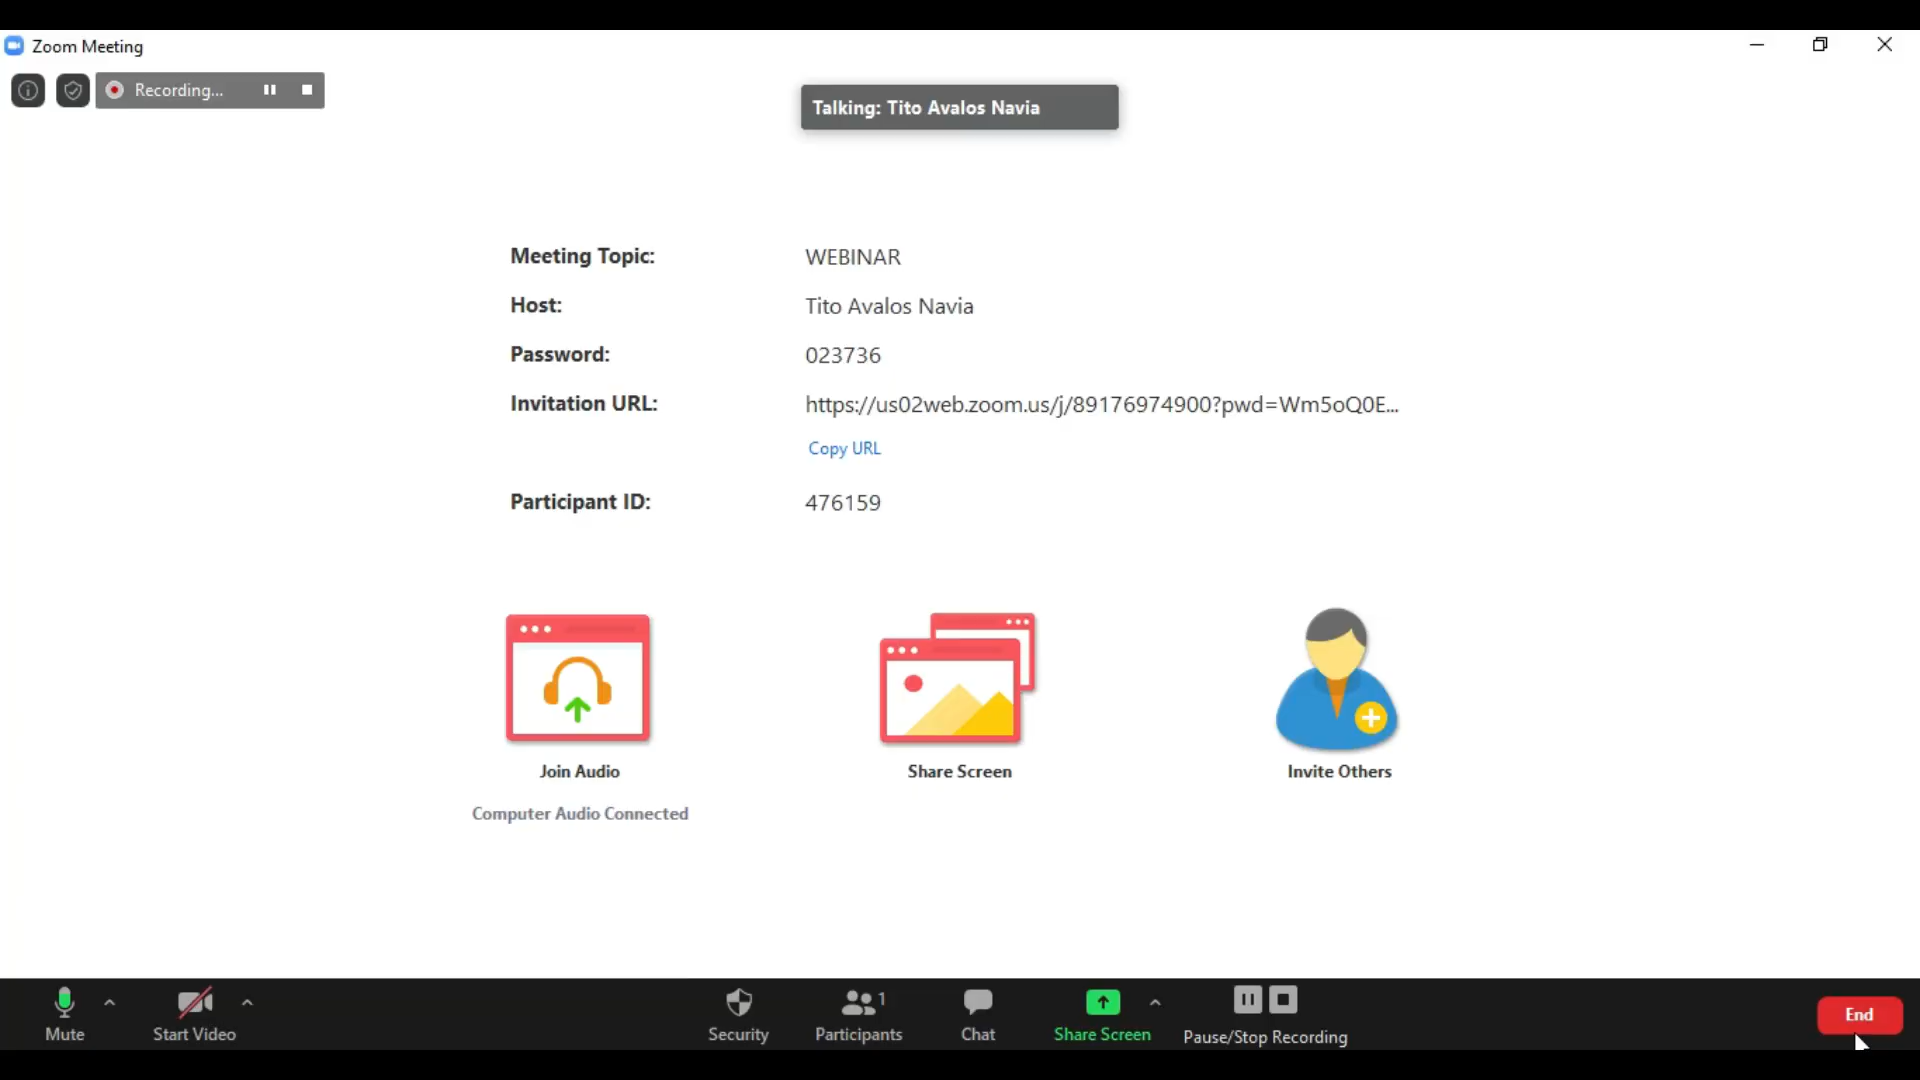 Zoom Meeting
Recording...
Talking: Tito Avalos Navia
Meeting Topic: WEBINAR
Host: Tito Avalos Navia
Password: 023736
Invitation URL: https://us02web.zoom.us/j/89176974900?pwd=Wm5oQ0E...
Copy URL
Participant ID: 476159
Join Audio Share Screen Invite Others
Computer Audio Connected
1
Mute Start Video Security Participants Chat Share Screen Pause/Stop Recording End